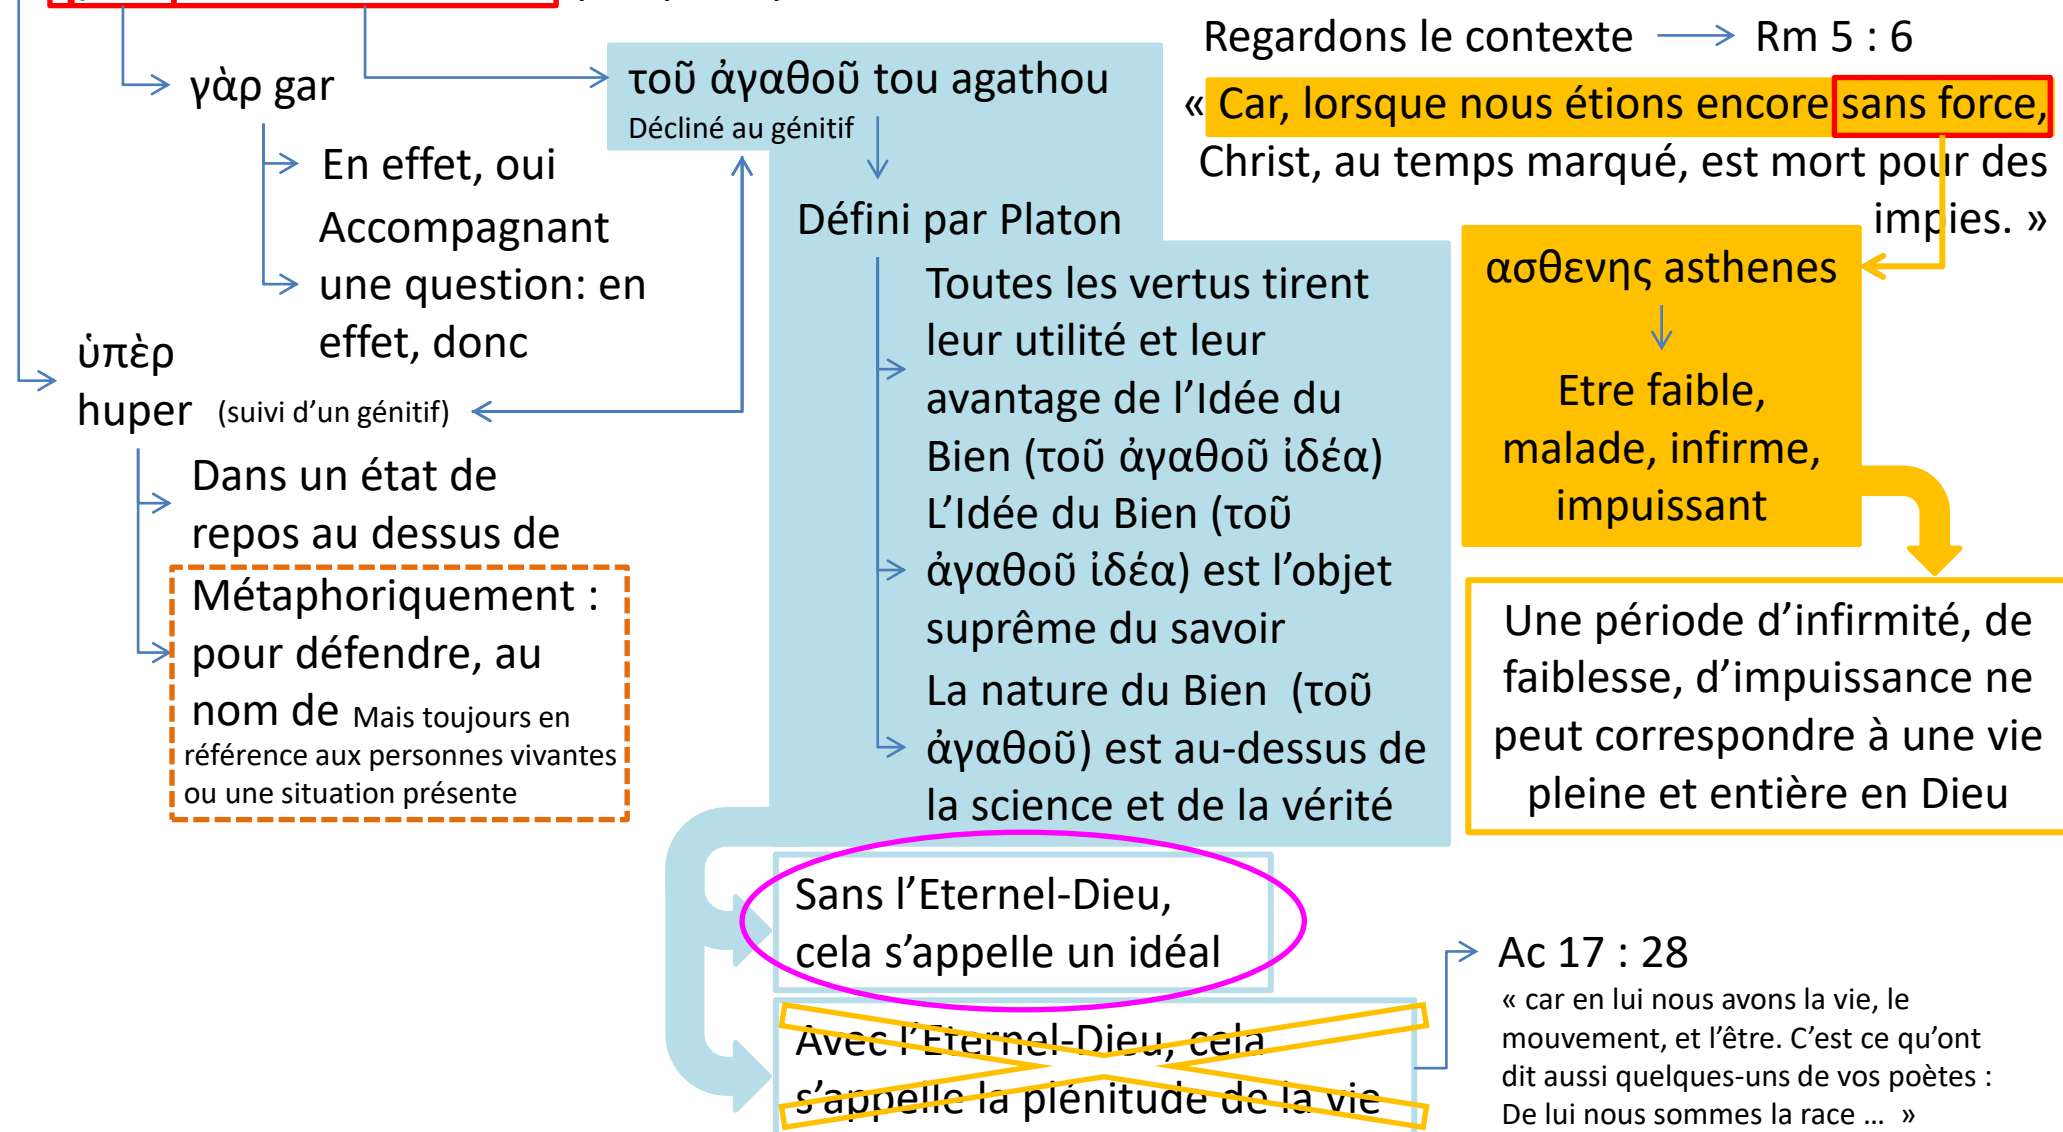 γὰρ gar
En effet, oui
Accompagnant
une question: en
effet, donc
ὑπὲρ
huper (suivi d’un génitif)
Dans un état de
repos au dessus de
Métaphoriquement :
pour défendre, au
nom de Mais toujours en
référence aux personnes vivantes
ou une situation présente
τοῦ ἀγαθοῦ tou agathou
Décliné au génitif
Défini par Platon
Toutes les vertus tirent
leur utilité et leur
avantage de l’Idée du
Bien (τοῦ ἀγαθοῦ ἰδέα)
L’Idée du Bien (τοῦ
ἀγαθοῦ ἰδέα) est l’objet
suprême du savoir
La nature du Bien (τοῦ
ἀγαθοῦ) est au-dessus de
la science et de la vérité
Sans l’Eternel-Dieu,
cela s’appelle un idéal
Avec l’Eternel-Dieu, cela
s’appelle la plénitude de la vie
Regardons le contexte Rm 5 : 6
« Car, lorsque nous étions encore sans force,
Christ, au temps marqué, est mort pour des
impies. »
ασθενης asthenes
Etre faible,
malade, infirme,
impuissant
Une période d’infirmité, de
faiblesse, d’impuissance ne
peut correspondre à une vie
pleine et entière en Dieu
Ac 17 : 28
« car en lui nous avons la vie, le
mouvement, et l’être. C’est ce qu’ont
dit aussi quelques-uns de vos poètes :
De lui nous sommes la race … »